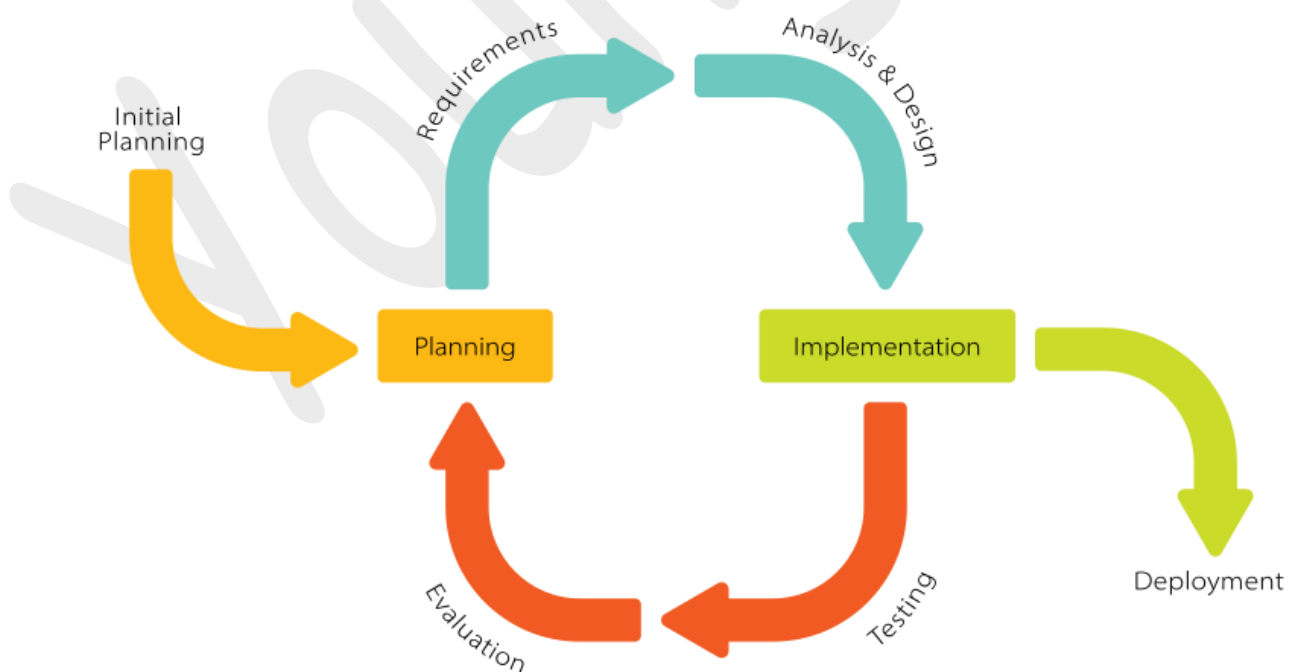 Requirements
Analysis & Design
Initial
Planning
Planning
Implementation
Deployment
Testing
Evaluation